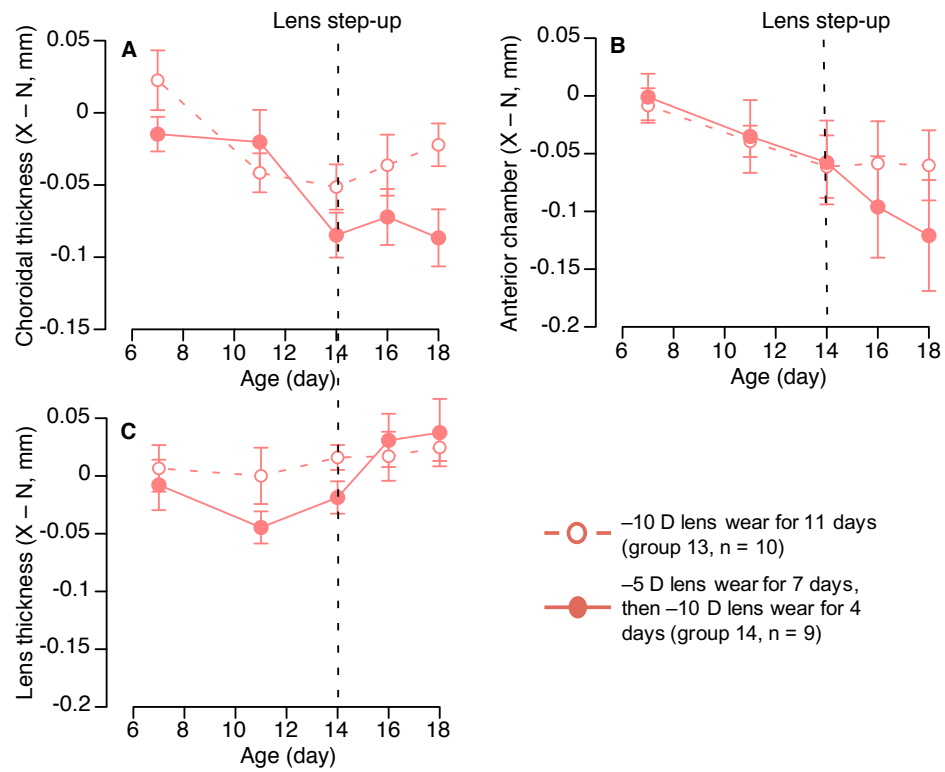 Lens step-up
A
Choroidal thickness (X – N, mm)
0.05
0
-0.05
-0.1
-0.15
6 8 10 12 14 16 18
Age (day)
Lens step-up
B
Anterior chamber (X – N, mm)
0.05
0
-0.05
-0.1
-0.15
-0.2
6 8 10 12 14 16 18
Age (day)
C
Lens thickness (X – N, mm)
0.05
0
-0.05
-0.1
-0.15
-0.2
6 8 10 12 14 16 18
Age (day)
–10 D lens wear for 11 days
(group 13, n = 10)
–5 D lens wear for 7 days,
then –10 D lens wear for 4
days (group 14, n = 9)